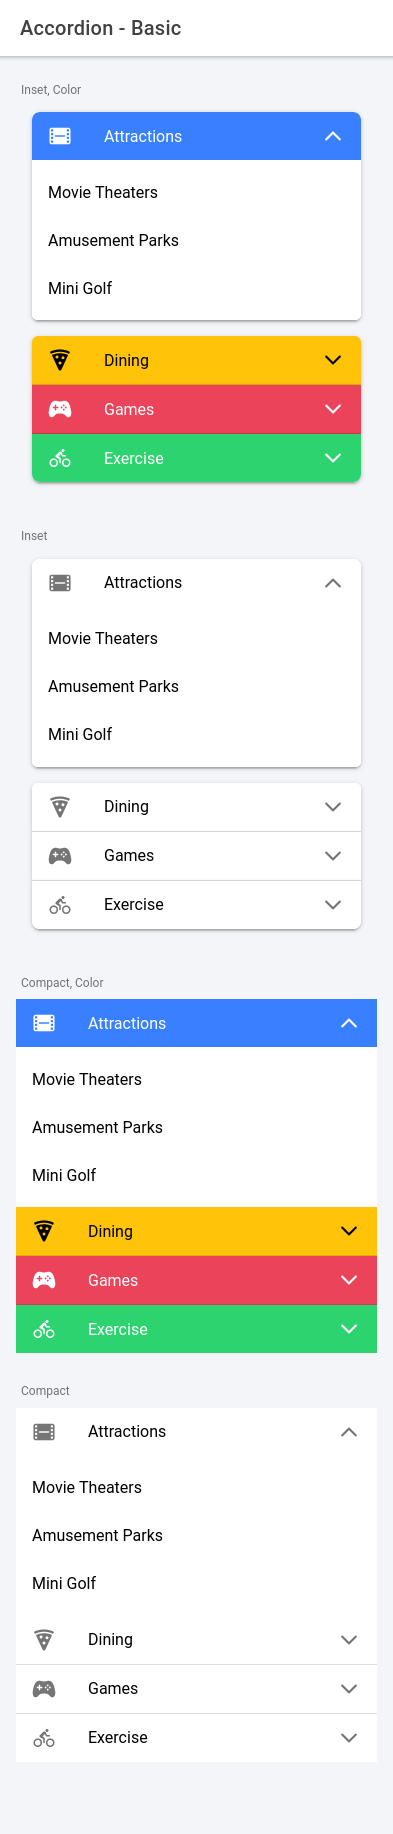 Accordion - Basic
Inset, Color
Attractions
Movie Theaters
Amusement Parks
Mini Golf
Dining
Games
Exercise
Inset
Attractions
Movie Theaters
Amusement Parks
Mini Golf
Dining
Games
Exercise
Compact, Color
Attractions
Movie Theaters
Amusement Parks
Mini Golf
Dining
Games
Exercise
Compact
Attractions
Movie Theaters
Amusement Parks
Mini Golf
Dining
Games
Exercise